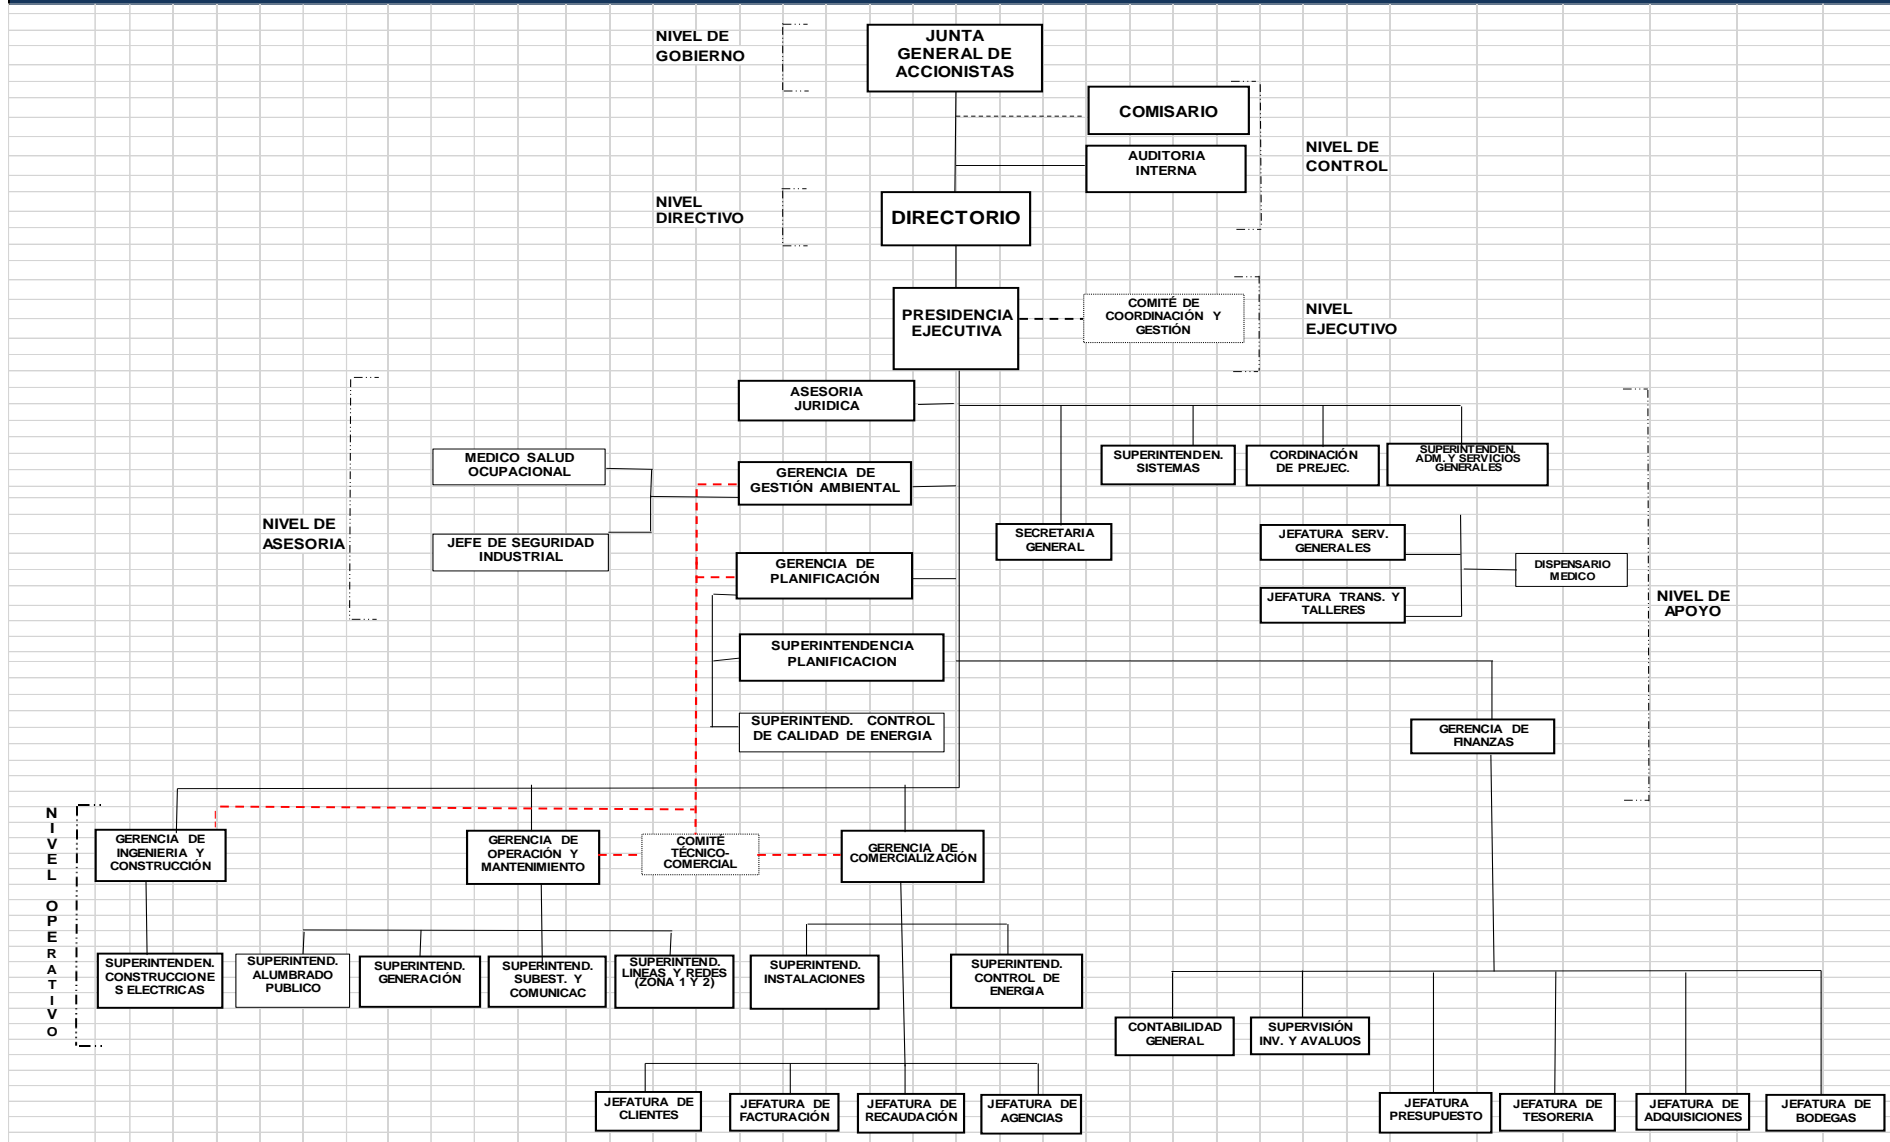 NIVEL DE
GOBIERNO
JUNTA
GENERAL DE
ACCIONISTAS
COMISARIO
AUDITORIA
INTERNA
NIVEL DE
CONTROL
NIVEL
DIRECTIVO
DIRECTORIO
PRESIDENCIA
EJECUTIVA
COMITÉ DE
COORDINACIÓN Y
GESTIÓN
NIVEL
EJECUTIVO
ASESORIA
JURIDICA
MEDICO SALUD
OCUPACIONAL
GERENCIA DE
GESTIÓN AMBIENTAL
SUPERINTENDEN.
SISTEMAS
CORDINACIÓN
DE PREJEC.
SUPERINTENDEN.
ADM. Y SERVICIOS
GENERALES
NIVEL DE
ASESORIA
JEFE DE SEGURIDAD
INDUSTRIAL
SECRETARIA
GENERAL
JEFATURA SERV.
GENERALES
GERENCIA DE
PLANIFICACIÓN
DISPENSARIO
MEDICO
JEFATURA TRANS. Y
TALLERES
NIVEL DE
APOYO
SUPERINTENDENCIA
PLANIFICACION
SUPERINTEND. CONTROL
DE CALIDAD DE ENERGIA
GERENCIA DE
FINANZAS
N
I
V
E
L
O
P
E
R
A
T
I
V
O
GERENCIA DE
INGENIERIA Y
CONSTRUCCIÓN
GERENCIA DE
OPERACIÓN Y
MANTENIMIENTO
COMITÉ
TÉCNICO-
COMERCIAL
GERENCIA DE
COMERCIALIZACIÓN
SUPERINTENDEN.
CONSTRUCCIONE
S ELECTRICAS
SUPERINTEND.
ALUMBRADO
PUBLICO
SUPERINTEND.
GENERACIÓN
SUPERINTEND.
SUBEST. Y
COMUNICAC
SUPERINTEND.
LINEAS Y REDES
(ZONA 1 Y 2)
SUPERINTEND.
INSTALACIONES
SUPERINTEND.
CONTROL DE
ENERGIA
CONTABILIDAD
GENERAL
SUPERVISIÓN
INV. Y AVALUOS
JEFATURA DE
CLIENTES
JEFATURA DE
FACTURACIÓN
JEFATURA DE
RECAUDACIÓN
JEFATURA DE
AGENCIAS
JEFATURA
PRESUPUESTO
JEFATURA DE
TESORERIA
JEFATURA DE
ADQUISICIONES
JEFATURA DE
BODEGAS